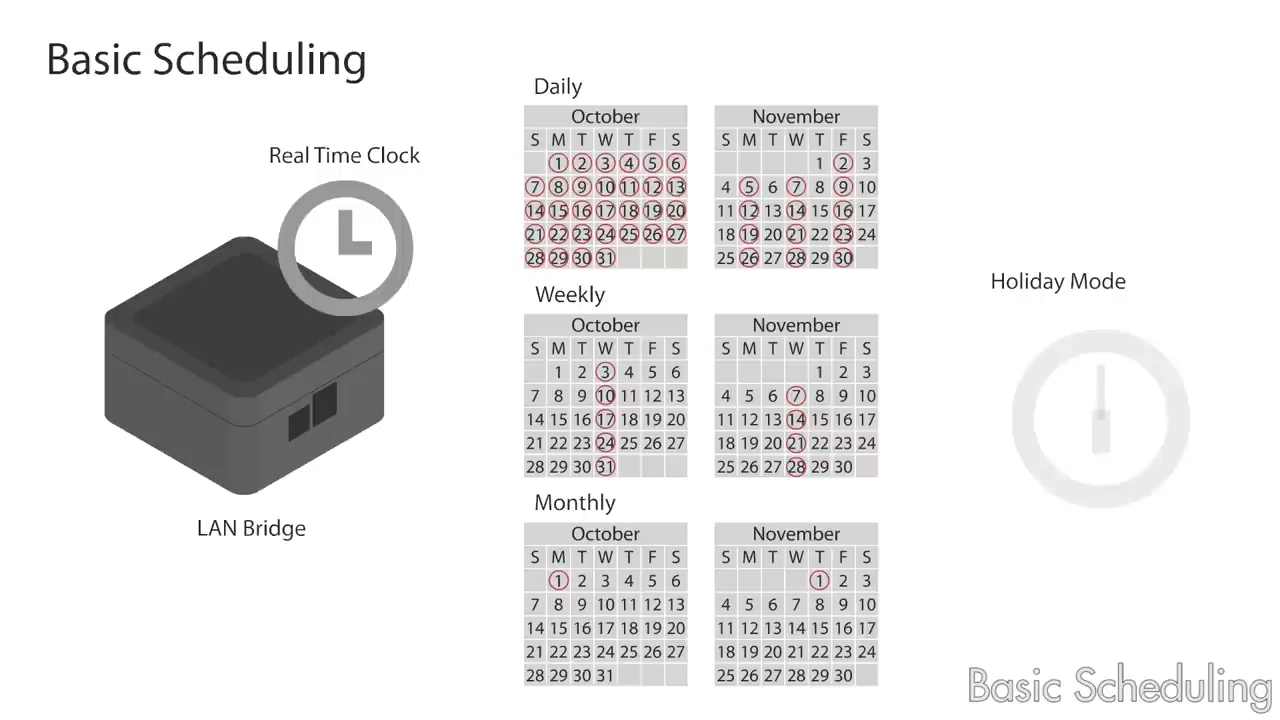 Basic Scheduling
Real Time Clock
LAN Bridge
Daily
October
S M T W T F S
1 2 3 4 5 6
7 8 9 10 11 12 13
14 15 16 17 18 19 20
21 22 23 24 25 26 27
28 29 30 31
November
S M T W T F S
1 2 3
4 5 6 7 8 9 10
11 12 13 14 15 16 17
18 19 20 21 22 23 24
25 26 27 28 29 30
Weekly
October
S M T W T F S
1 2 3 4 5 6
7 8 9 10 11 12 13
14 15 16 17 18 19 20
21 22 23 24 25 26 27
28 29 30 31
November
S M T W T F S
1 2 3
4 5 6 7 8 9 10
11 12 13 14 15 16 17
18 19 20 21 22 23 24
25 26 27 28 29 30
Monthly
October
S M T W T F S
1 2 3 4 5 6
7 8 9 10 11 12 13
14 15 16 17 18 19 20
21 22 23 24 25 26 27
28 29 30 31
November
S M T W T F S
1 2 3
4 5 6 7 8 9 10
11 12 13 14 15 16 17
18 19 20 21 22 23 24
25 26 27 28 29 30
Holiday Mode
Basic Scheduling